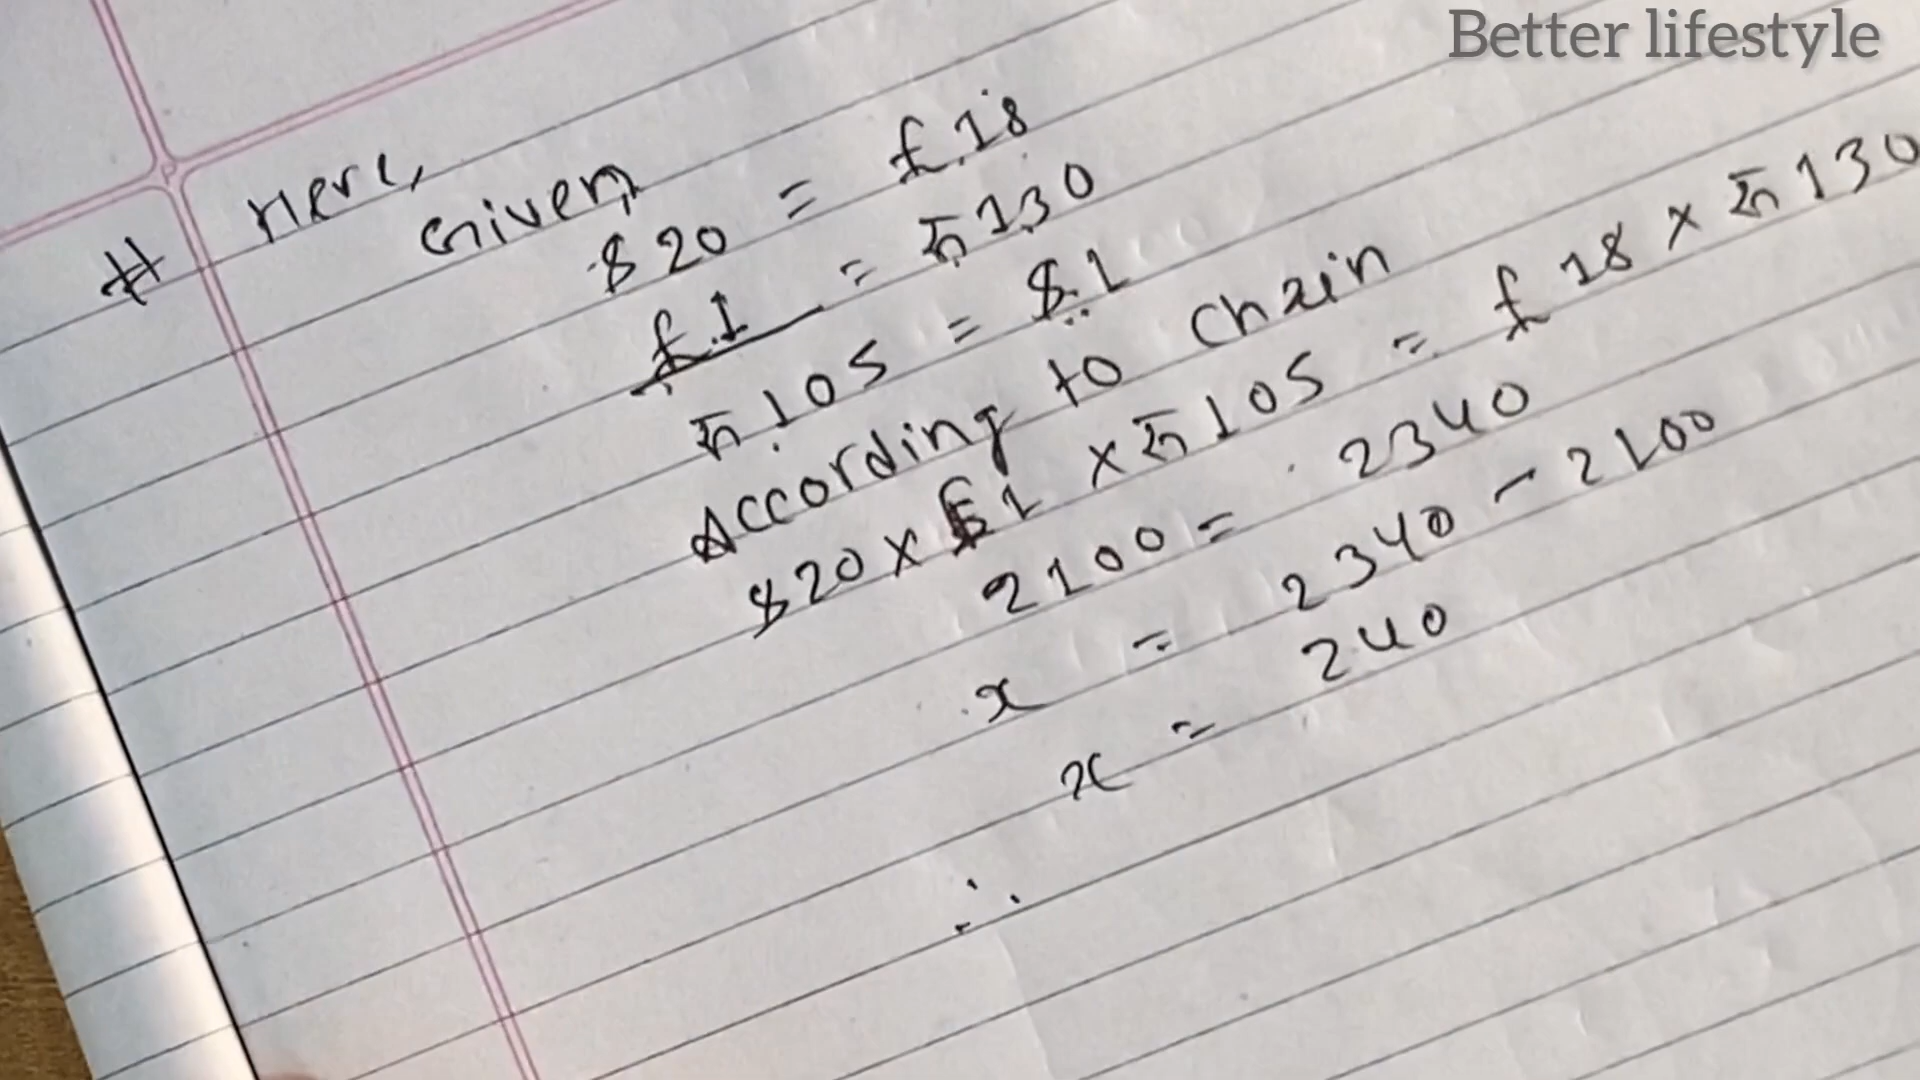 Better lifestyle
# Here,
Given
$20 = £.18
£.1 = रू130
रू.105 = $.1
According to Chain
$20 x £1 x रू105 = £18 x रू130
2100 = 2340
x = 2340 - 2100
x = 240
∴